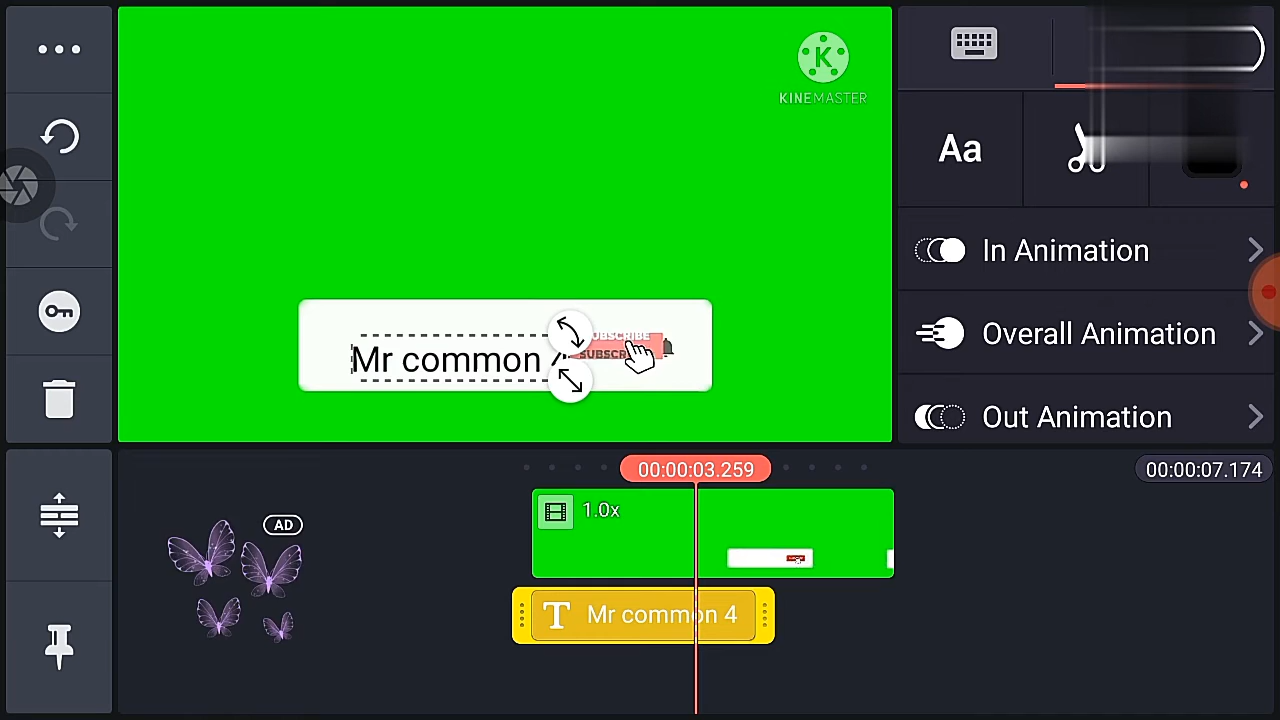 KINEMASTER
Aa
In Animation
SUBSCRIBE
Mr common 4
Overall Animation
Out Animation
00:00:03.259
00:00:07.174
1.0x
AD
Mr common 4